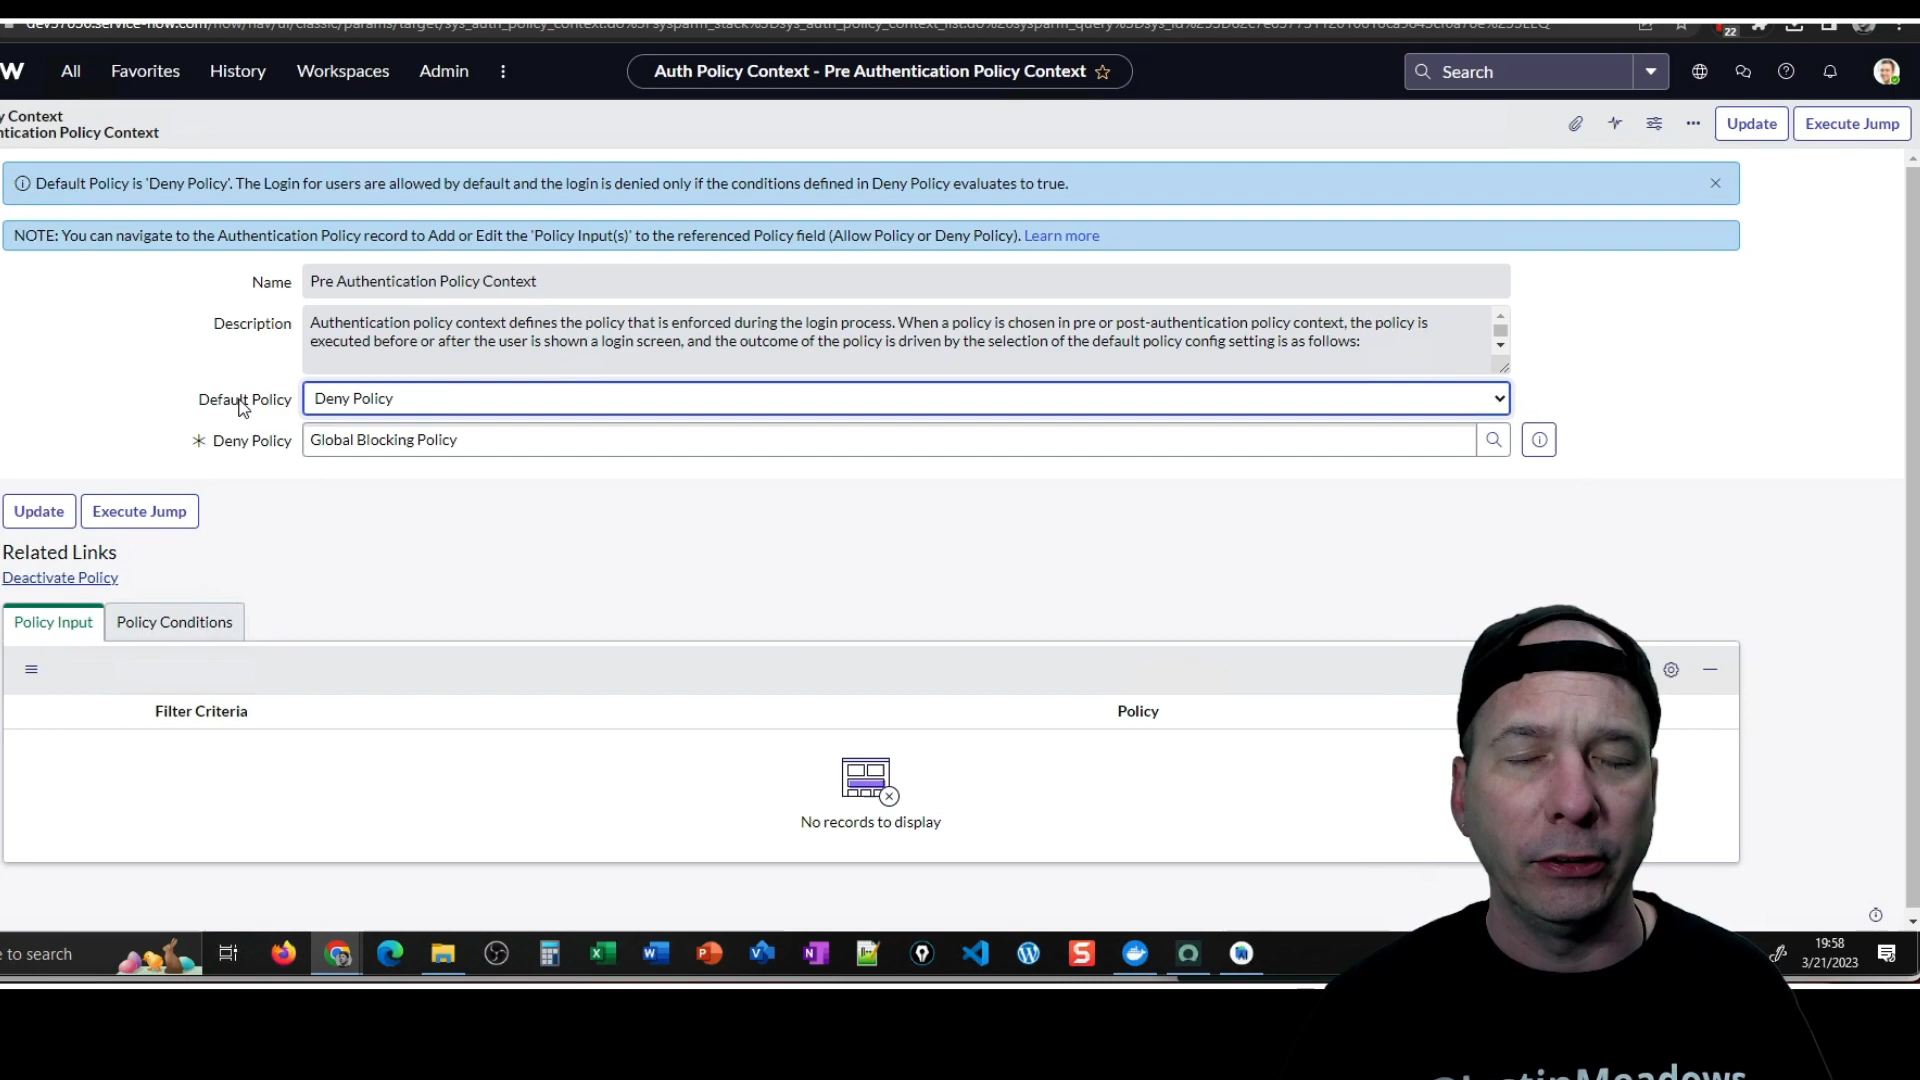 W
All
Favorites
History
Workspaces
Admin
Auth Policy Context - Pre Authentication Policy Context
Search
22
y Context
ntication Policy Context
Update
Execute Jump
Default Policy is 'Deny Policy'. The Login for users are allowed by default and the login is denied only if the conditions defined in Deny Policy evaluates to true.
NOTE: You can navigate to the Authentication Policy record to Add or Edit the 'Policy Input(s)' to the referenced Policy field (Allow Policy or Deny Policy). Learn more
Name
Pre Authentication Policy Context
Description
Authentication policy context defines the policy that is enforced during the login process. When a policy is chosen in pre or post-authentication policy context, the policy is
executed before or after the user is shown a login screen, and the outcome of the policy is driven by the selection of the default policy config setting is as follows:
Default Policy
Deny Policy
Deny Policy
Global Blocking Policy
Update
Execute Jump
Related Links
Deactivate Policy
Policy Input
Policy Conditions
Filter Criteria
Policy
No records to display
e to search
19:58
3/21/2023